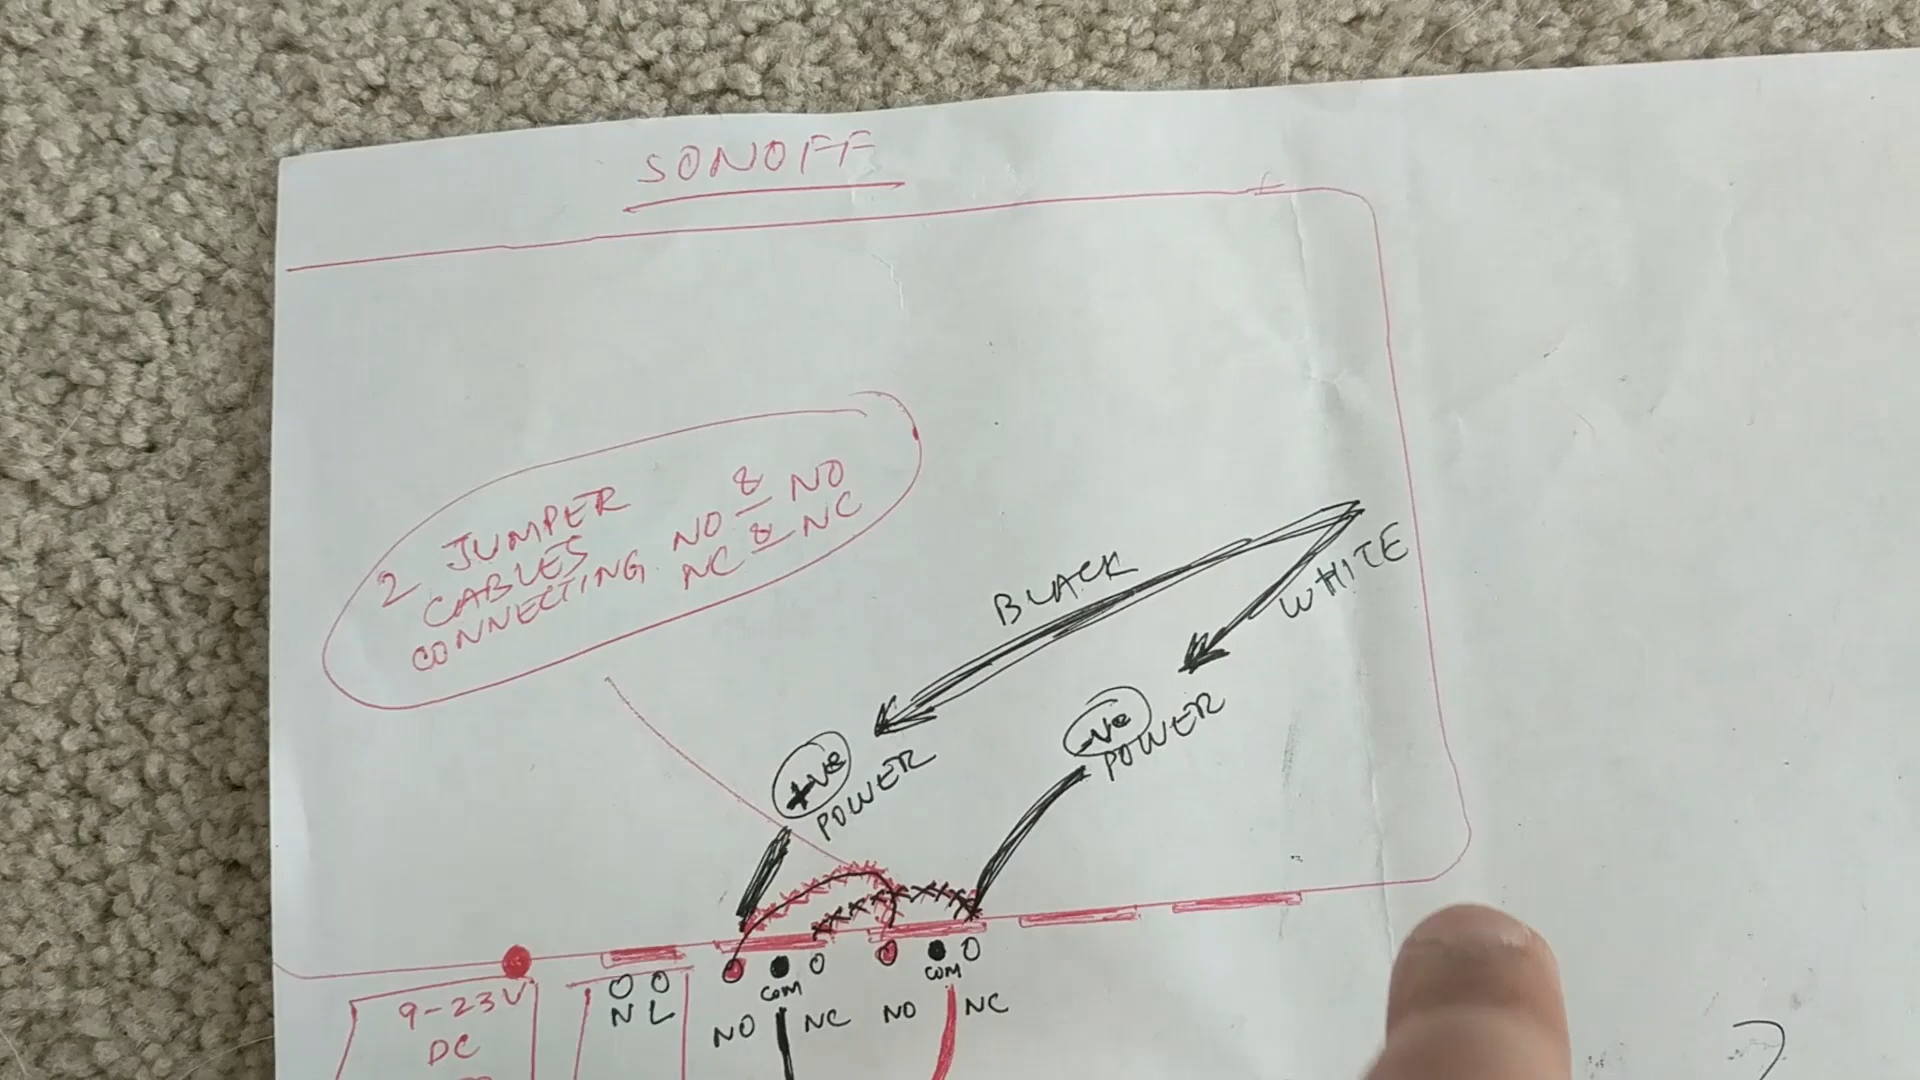 SONOFF
2 JUMPER
CABLES
CONNECTING NO & NO
NC & NC
BLACK
WHITE
+ve
POWER
-ve
POWER
O O
N L
O
COM
NO NC
COM
O
NO NC
9-23V
DC